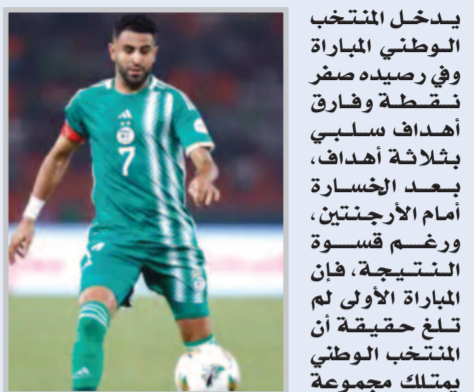 يدخل المنتخب
الوطني المباراة
وفي رصيده صفر
نقطة وفارق
أهداف سلبي
بثلاثة أهداف،
بعد الخسارة
أمام الأرجنتين،
ورغم قسوة
النتيجة، فإن
المباراة الأولى لم
تلغ حقيقة أن
المنتخب الوطني
يمتلك مجموعة
7